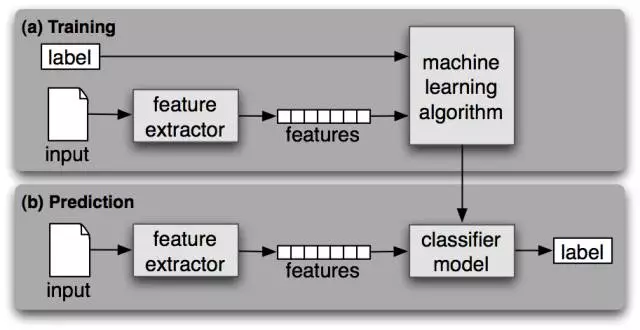 (a) Training
label
machine
learning
algorithm
feature
extractor
features
input
(b) Prediction
feature
extractor
features
classifier
model
label
input